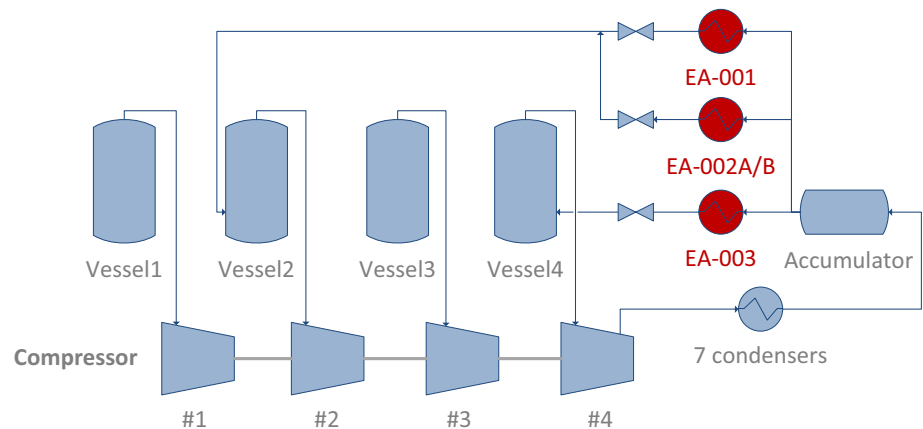 EA-001
EA-002A/B
EA-003
Vessel1
Vessel2
Vessel3
Vessel4
Accumulator
Compressor
7 condensers
#1
#2
#3
#4